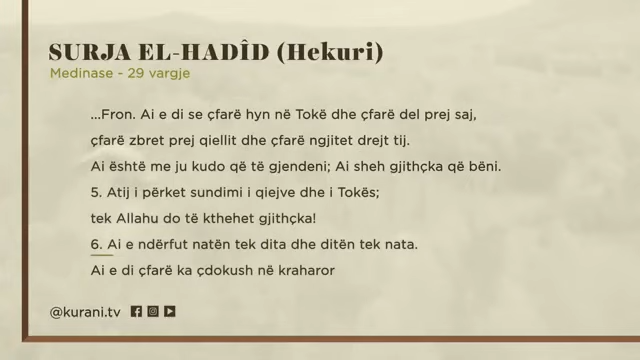 SURJA EL-HADÎD (Hekuri)
Medinase - 29 vargje
...Fron. Ai e di se çfarë hyn në Tokë dhe çfarë del prej saj,
çfarë zbret prej qiellit dhe çfarë ngjitet drejt tij.
Ai është me ju kudo që të gjendeni; Ai sheh gjithçka që bëni.
5. Atij i përket sundimi i qiejve dhe i Tokës;
tek Allahu do të kthehet gjithçka!
6. Ai e ndërfut natën tek dita dhe ditën tek nata.
Ai e di çfarë ka çdokush në kraharor
@kurani.tv